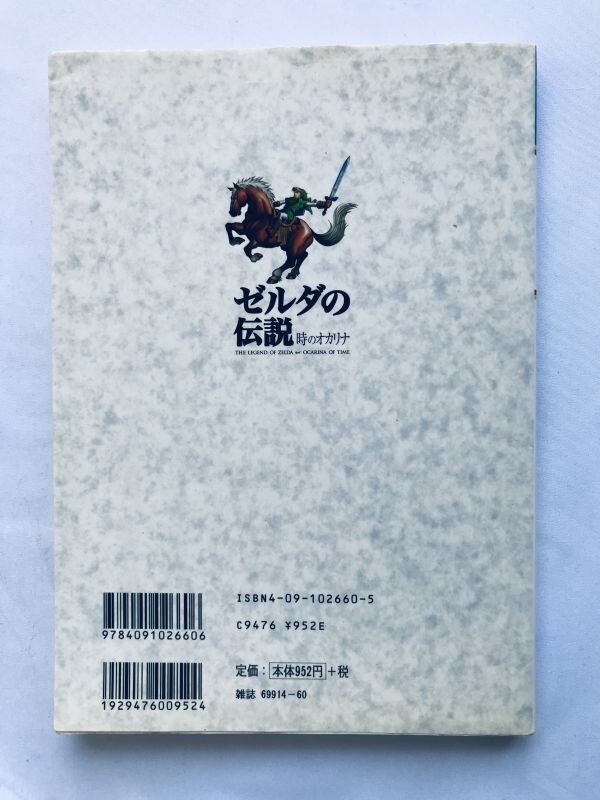 ゼルダの
伝説 時のオカリナ
THE LEGEND OF ZELDA OCARINA OF TIME
ISBN4-09-102660-5
9784091026606
C9476 ¥952E
定価：本体952円+税
雑誌 69914-60
1929476009524